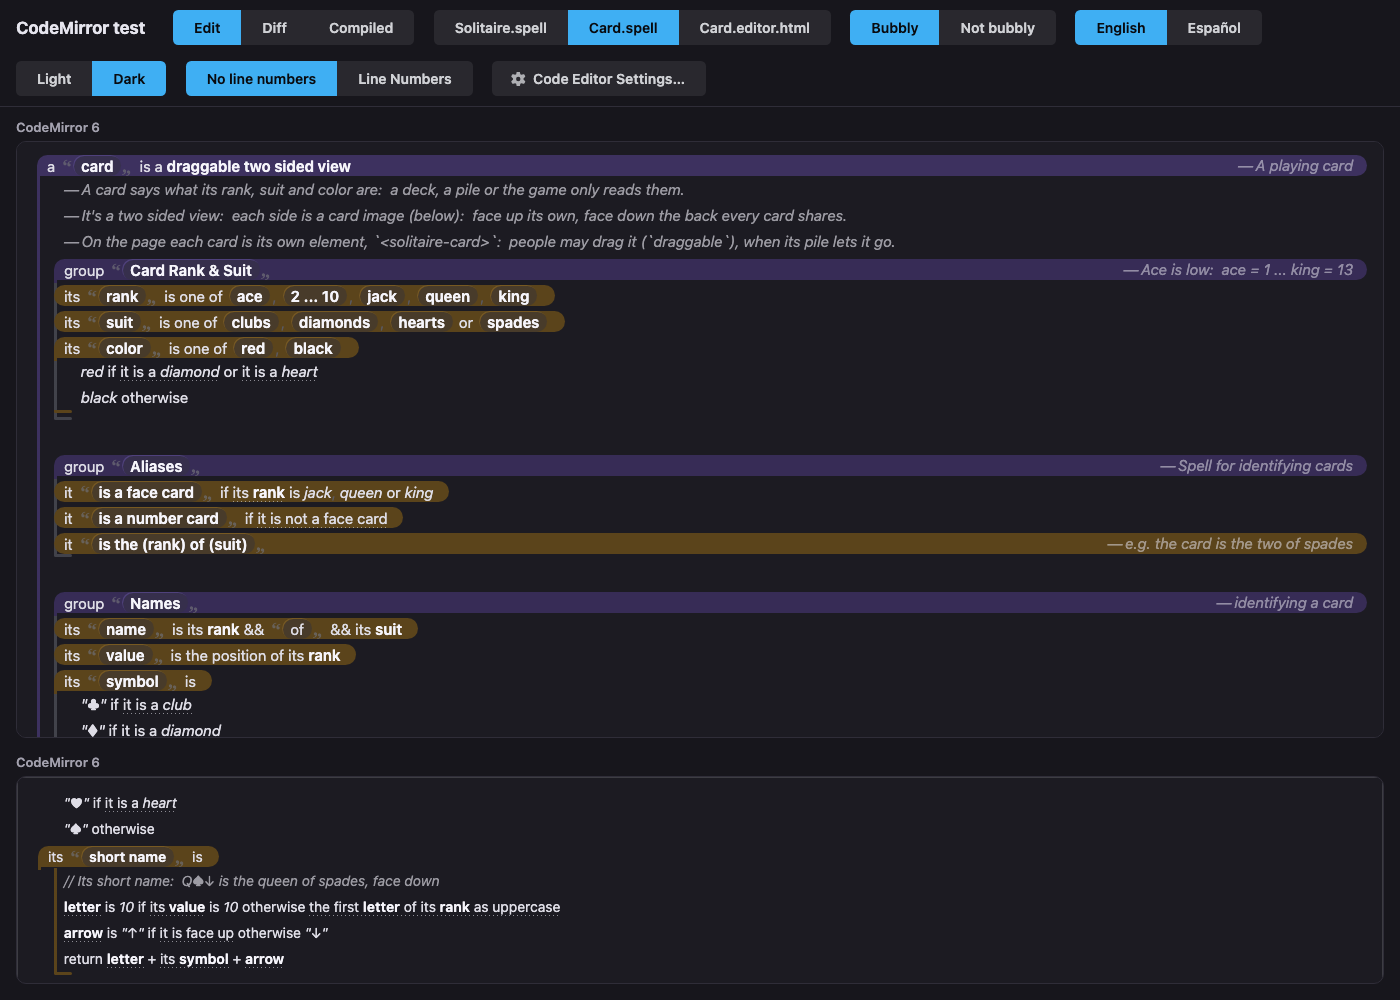 CodeMirror test Edit Diff Compiled Solitaire.spell Card.spell Card.editor.html Bubbly Not bubbly English Español
Light Dark No line numbers Line Numbers Code Editor Settings...
CodeMirror 6
a “ card „ is a draggable two sided view — A playing card
— A card says what its rank, suit and color are: a deck, a pile or the game only reads them.
— It's a two sided view: each side is a card image (below): face up its own, face down the back every card shares.
— On the page each card is its own element, `<solitaire-card>`: people may drag it (`draggable`), when its pile lets it go.
group “ Card Rank & Suit „ — Ace is low: ace = 1 ... king = 13
its “ rank „ is one of ace , 2 ... 10 , jack , queen , king
its “ suit „ is one of clubs , diamonds , hearts or spades
its “ color „ is one of red , black
red if it is a diamond or it is a heart
black otherwise
group “ Aliases „ — Spell for identifying cards
it “ is a face card „ if its rank is jack queen or king
it “ is a number card „ if it is not a face card
it “ is the (rank) of (suit) „ — e.g. the card is the two of spades
group “ Names „ — identifying a card
its “ name „ is its rank && “ of „ && its suit
its “ value „ is the position of its rank
its “ symbol „ is
"♣" if it is a club
"♦" if it is a diamond
CodeMirror 6
"♥" if it is a heart
"♠" otherwise
its “ short name „ is
// Its short name: Q♠↓ is the queen of spades, face down
letter is 10 if its value is 10 otherwise the first letter of its rank as uppercase
arrow is "↑" if it is face up otherwise "↓"
return letter + its symbol + arrow